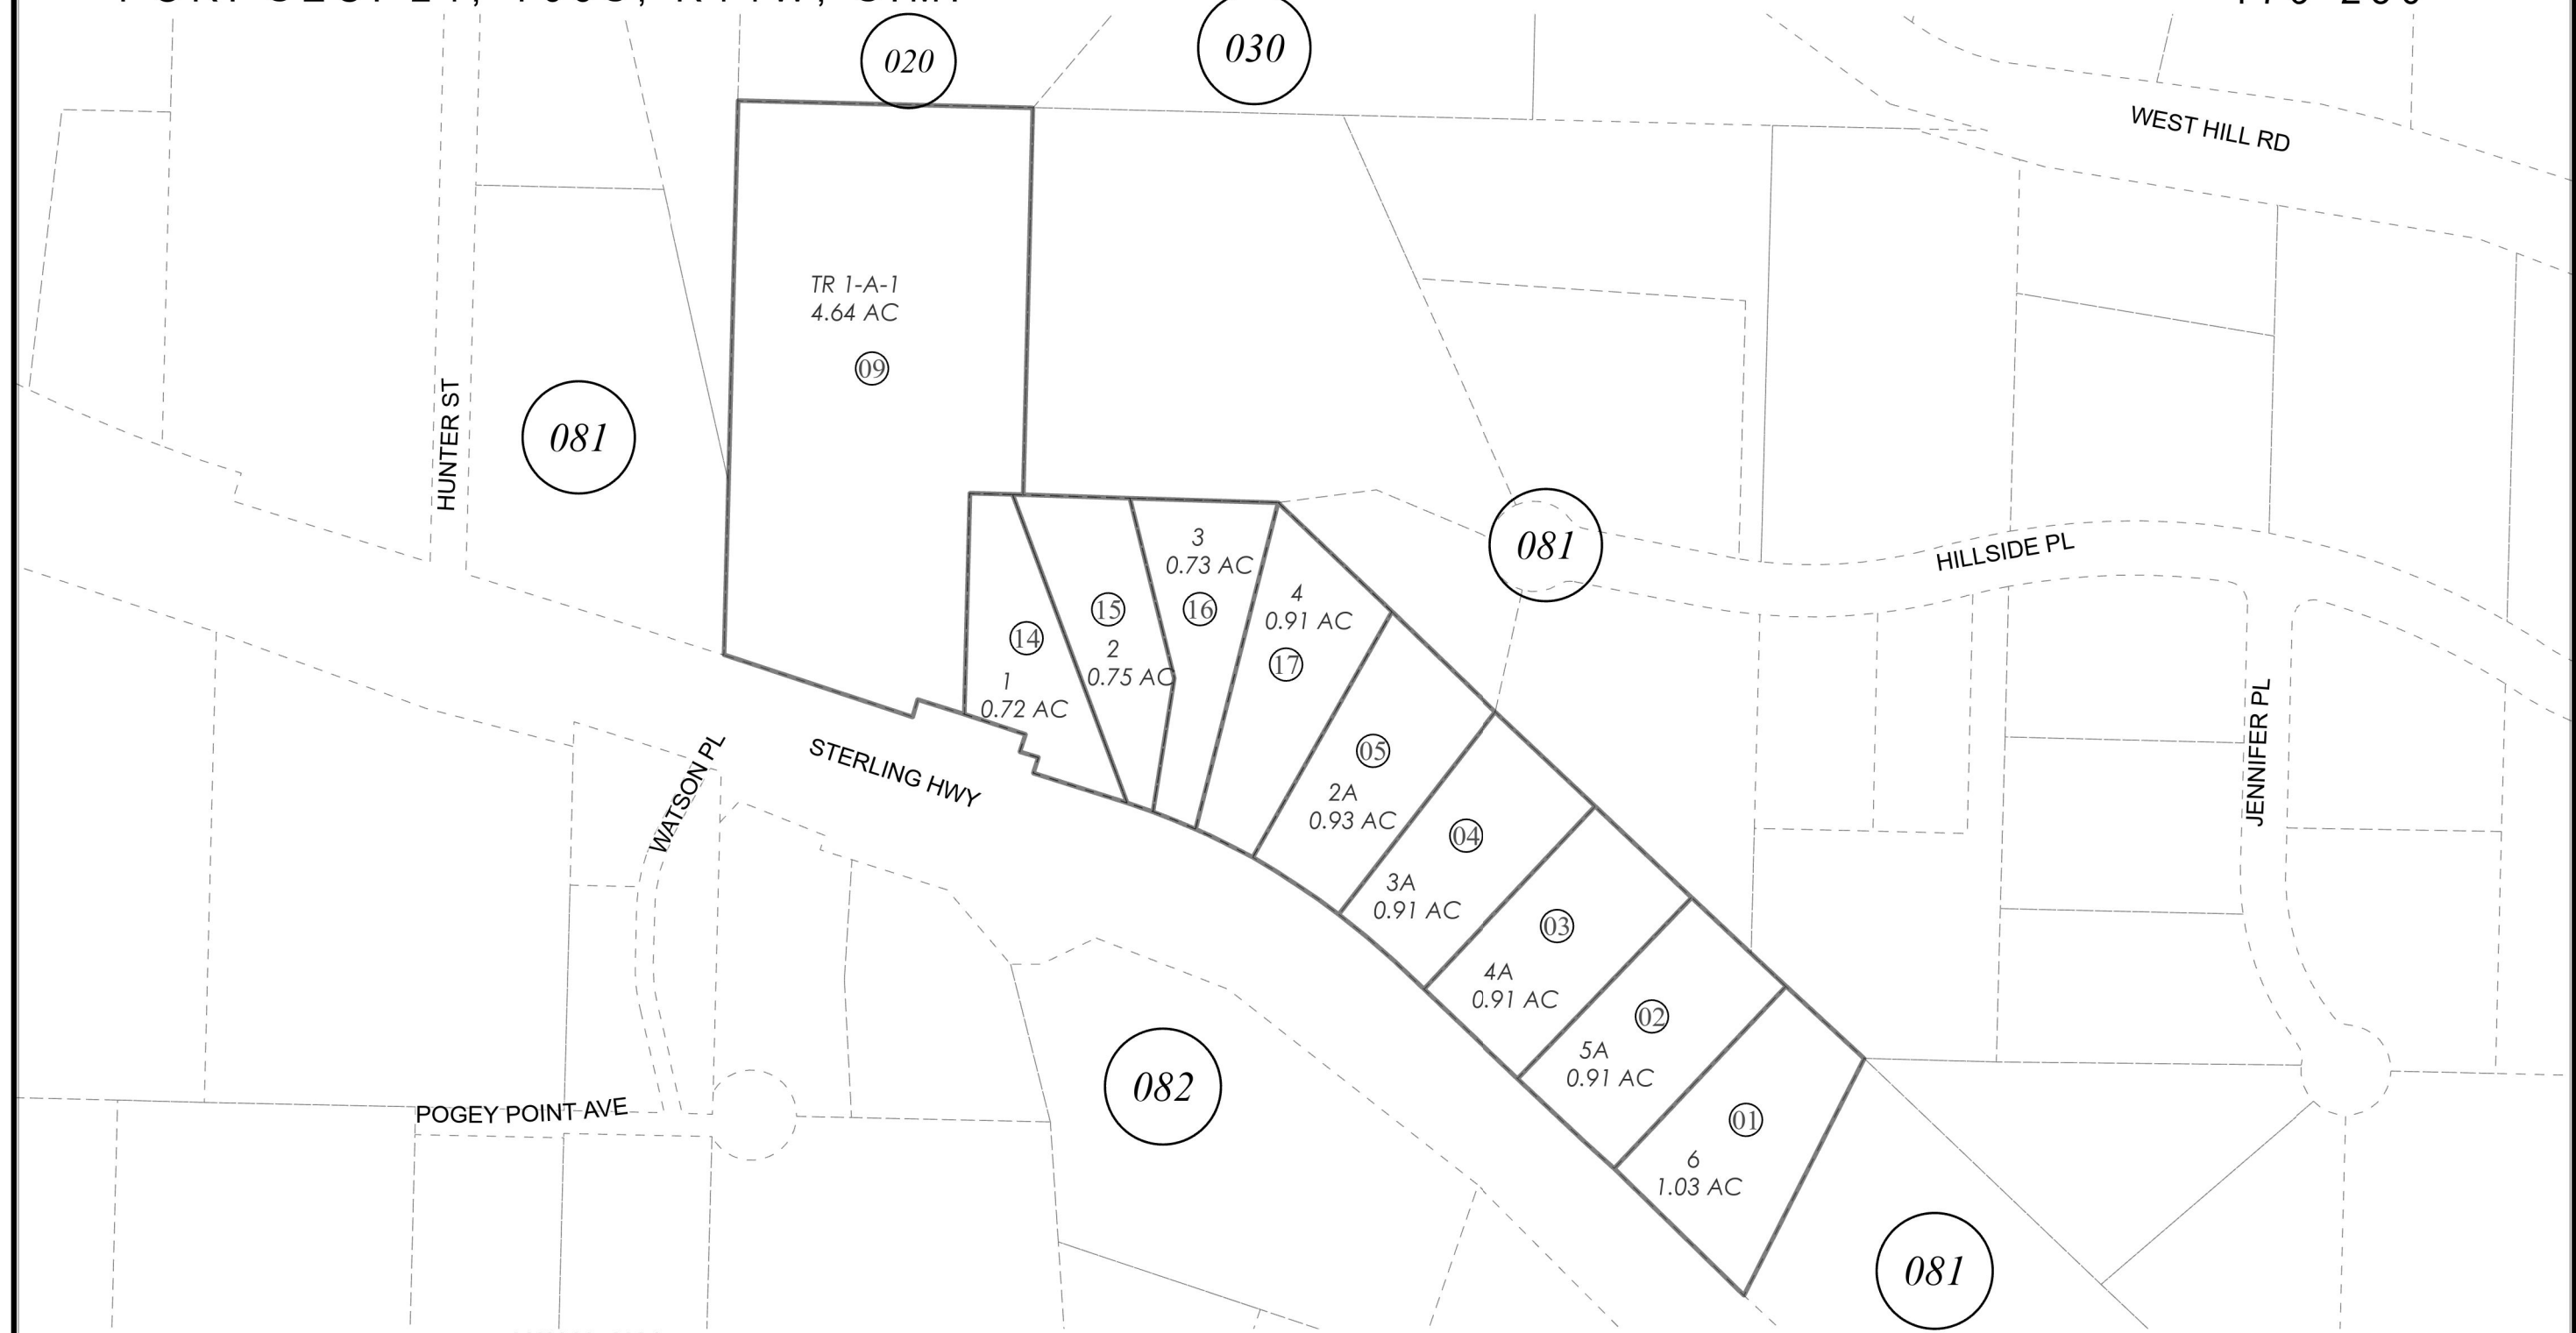 020
030
WEST HILL RD
TR 1-A-1
4.64 AC
09
HUNTER ST
081
3
0.73 AC
16
15
2
0.75 AC
14
1
0.72 AC
4
0.91 AC
17
081
HILLSIDE PL
JENNIFER PL
WATSON PL
STERLING HWY
05
2A
0.93 AC
04
3A
0.91 AC
03
4A
0.91 AC
02
5A
0.91 AC
01
6
1.03 AC
POGEY POINT AVE
082
081